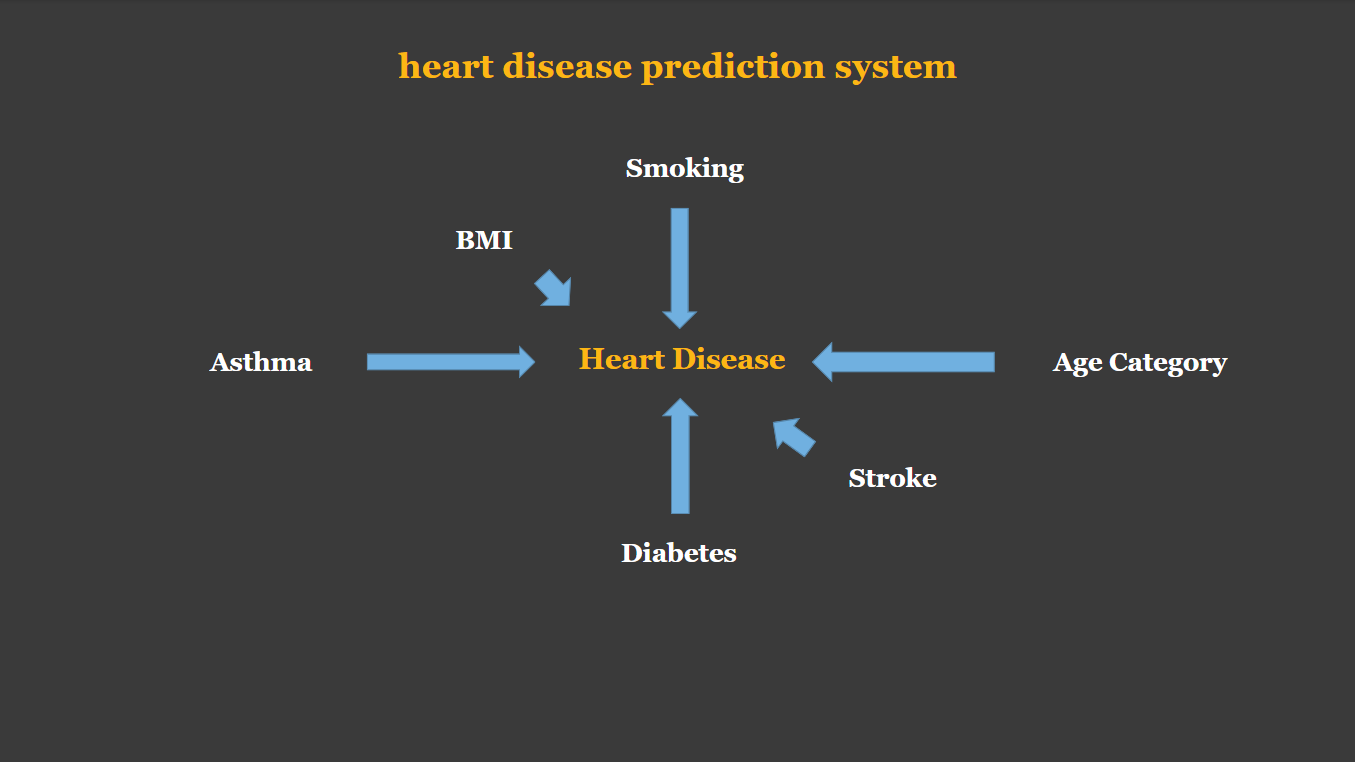 heart disease prediction system
Smoking
BMI
Asthma
Heart Disease
Age Category
Stroke
Diabetes